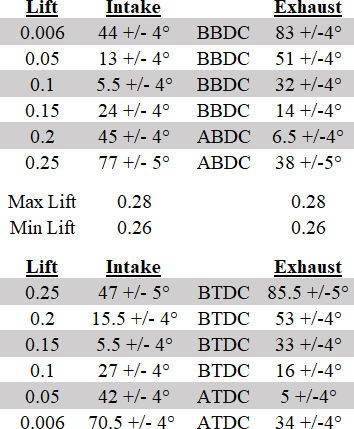 Lift Intake Exhaust
0.006 44 +/- 4° BBDC 83 +/-4°
0.05 13 +/- 4° BBDC 51 +/-4°
0.1 5.5 +/- 4° BBDC 32 +/-4°
0.15 24 +/- 4° BBDC 14 +/-4°
0.2 45 +/- 4° ABDC 6.5 +/-4°
0.25 77 +/- 5° ABDC 38 +/-5°
Max Lift 0.28 0.28
Min Lift 0.26 0.26
Lift Intake Exhaust
0.25 47 +/- 5° BTDC 85.5 +/-5°
0.2 15.5 +/- 4° BTDC 53 +/-4°
0.15 5.5 +/- 4° BTDC 33 +/-4°
0.1 27 +/- 4° BTDC 16 +/-4°
0.05 42 +/- 4° ATDC 5 +/-4°
0.006 70.5 +/- 4° ATDC 34 +/-4°